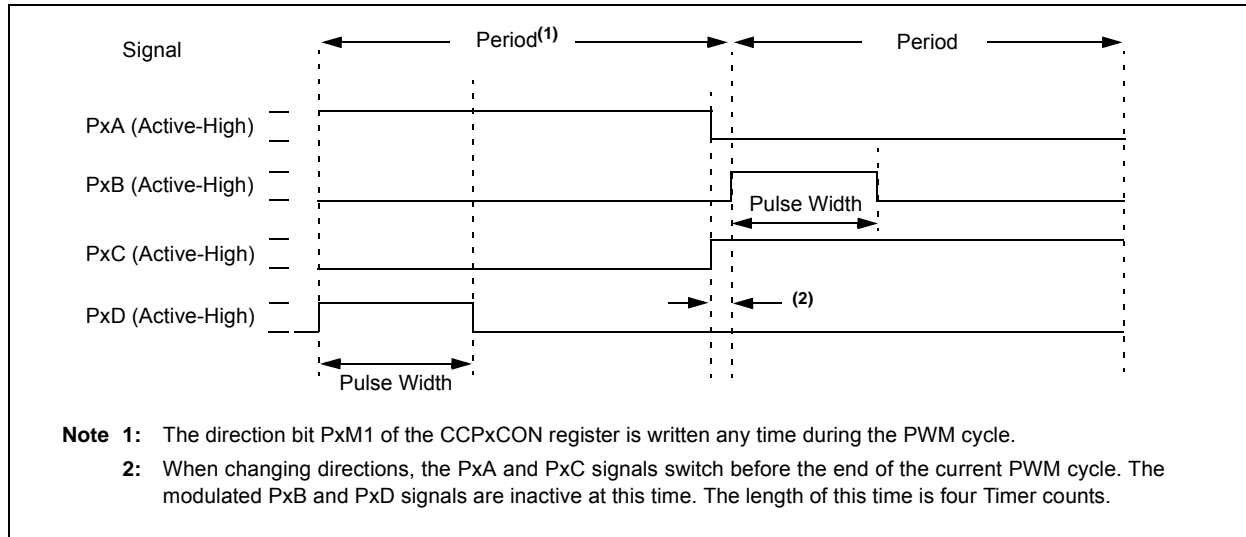 Signal
Period(1)
Period
PxA (Active-High)
PxB (Active-High)
Pulse Width
PxC (Active-High)
(2)
PxD (Active-High)
Pulse Width
Note 1: The direction bit PxM1 of the CCPxCON register is written any time during the PWM cycle.
2: When changing directions, the PxA and PxC signals switch before the end of the current PWM cycle. The
modulated PxB and PxD signals are inactive at this time. The length of this time is four Timer counts.